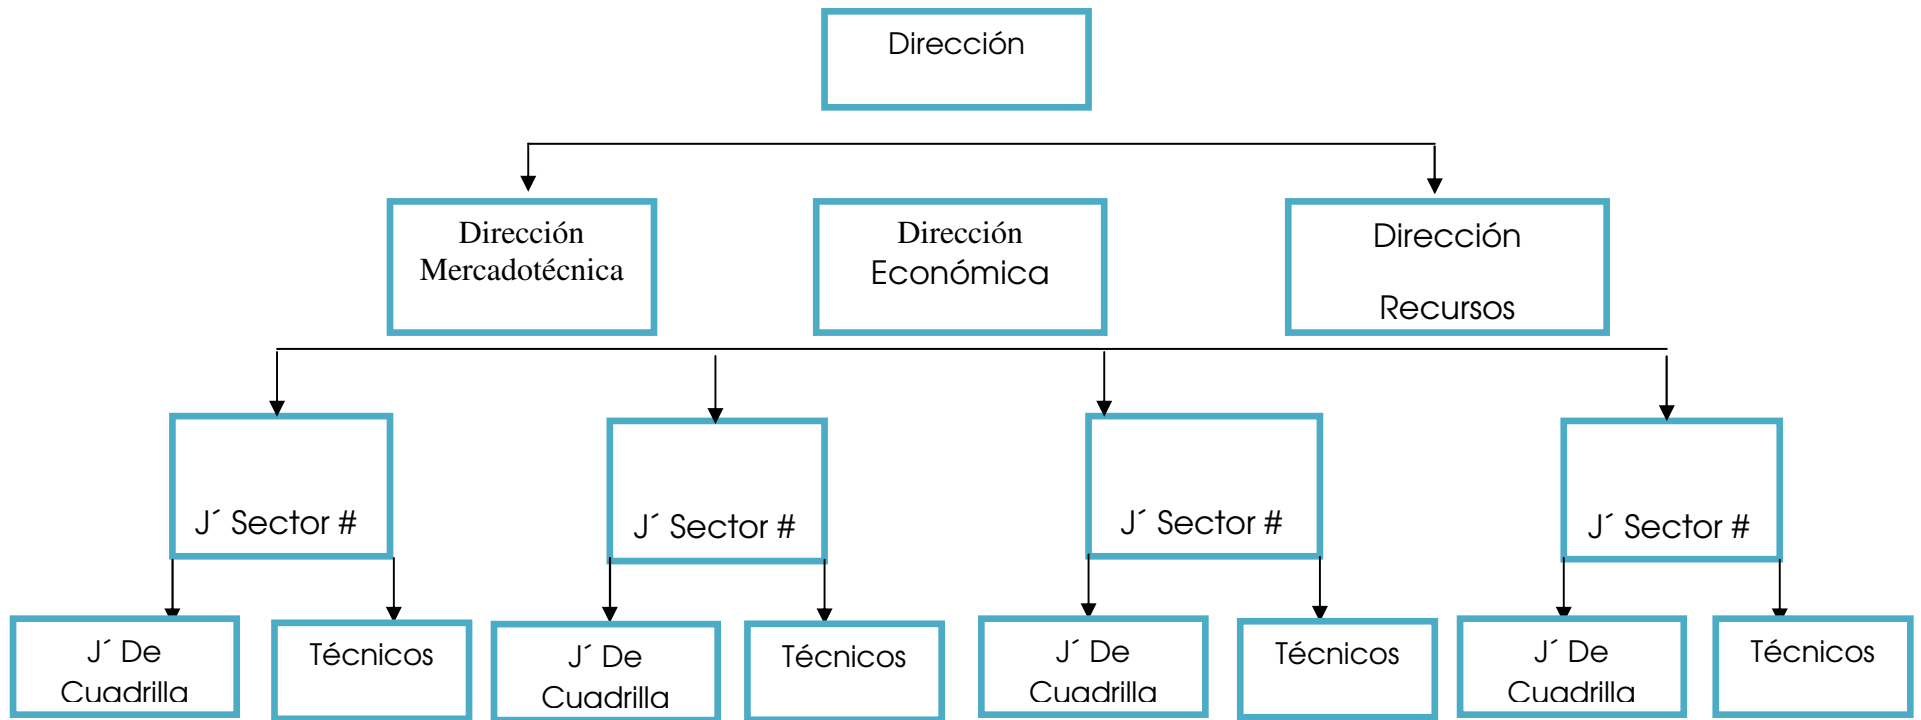 Dirección
Dirección
Mercadotécnica
Dirección
Económica
Dirección
Recursos
J´ Sector #
J´ Sector #
J´ Sector #
J´ Sector #
J´ De
Cuadrilla
Técnicos
J´ De
Cuadrilla
Técnicos
J´ De
Cuadrilla
Técnicos
J´ De
Cuadrilla
Técnicos